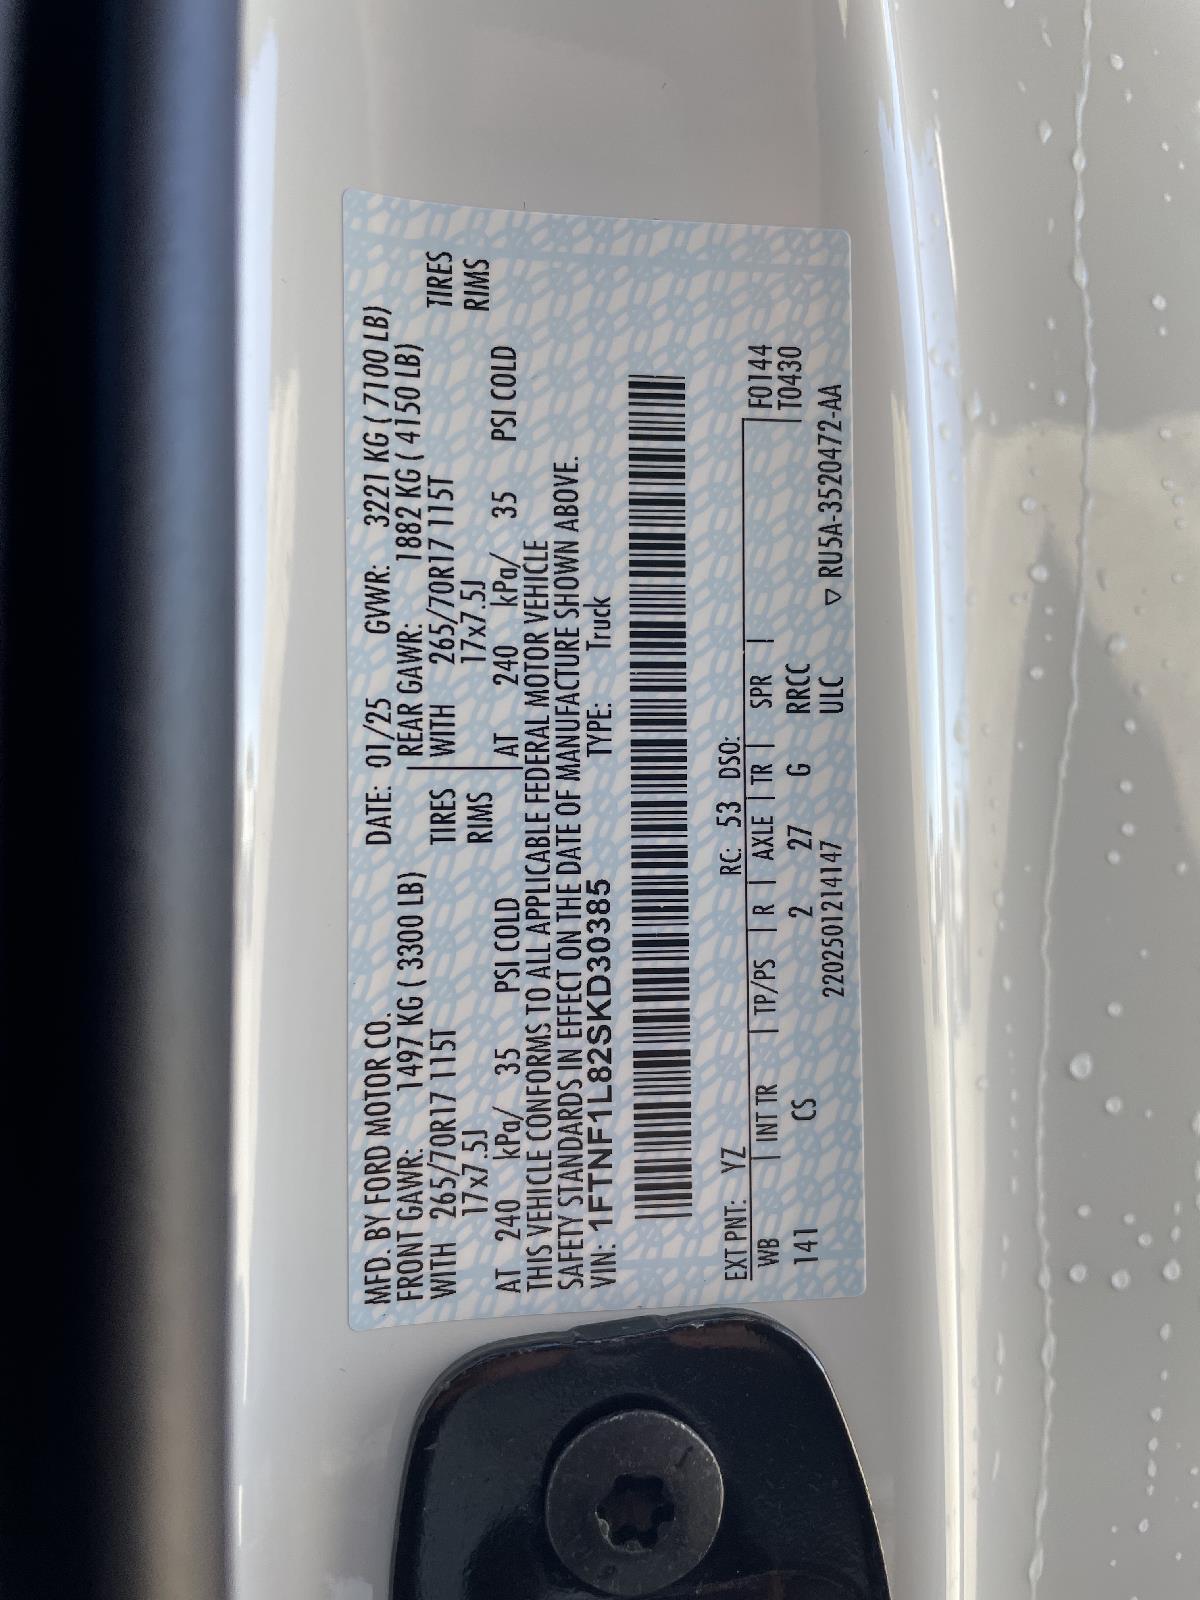 MFD. BY FORD MOTOR CO. DATE: 01/25 GVWR: 3221 KG ( 7100 LB)
FRONT GAWR: 1497 KG ( 3300 LB) REAR GAWR: 1882 KG ( 4150 LB)
WITH 265/70R17 115T TIRES WITH 265/70R17 115T TIRES
17x7.5J RIMS 17x7.5J RIMS
AT 240 kPa/ 35 PSI COLD AT 240 kPa/ 35 PSI COLD
THIS VEHICLE CONFORMS TO ALL APPLICABLE FEDERAL MOTOR VEHICLE
SAFETY STANDARDS IN EFFECT ON THE DATE OF MANUFACTURE SHOWN ABOVE.
VIN: 1FTNF1L82SKD30385 TYPE: Truck
EXT PNT: YZ RC: 53 DSO:
WB | INT TR | TP/PS | R | AXLE | TR | SPR | F0144
141 CS 2 27 G RRCC T0430
2202501214147 ULC ▽ RU5A-3520472-AA